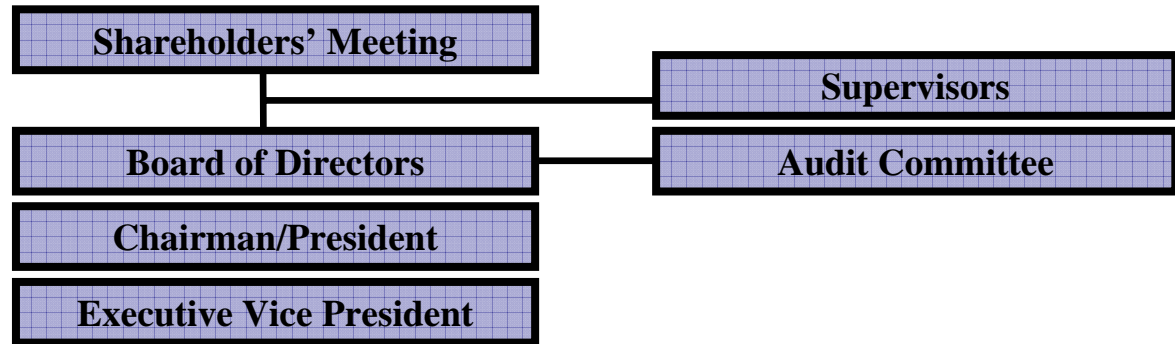 Shareholders’ Meeting
Supervisors
Board of Directors
Audit Committee
Chairman/President
Executive Vice President